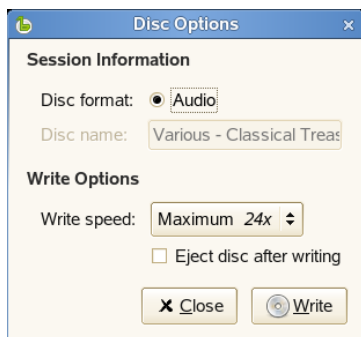 Disc Options
Session Information
Disc format: Audio
Disc name: Various - Classical Treas
Write Options
Write speed: Maximum 24x
Eject disc after writing
Close Write